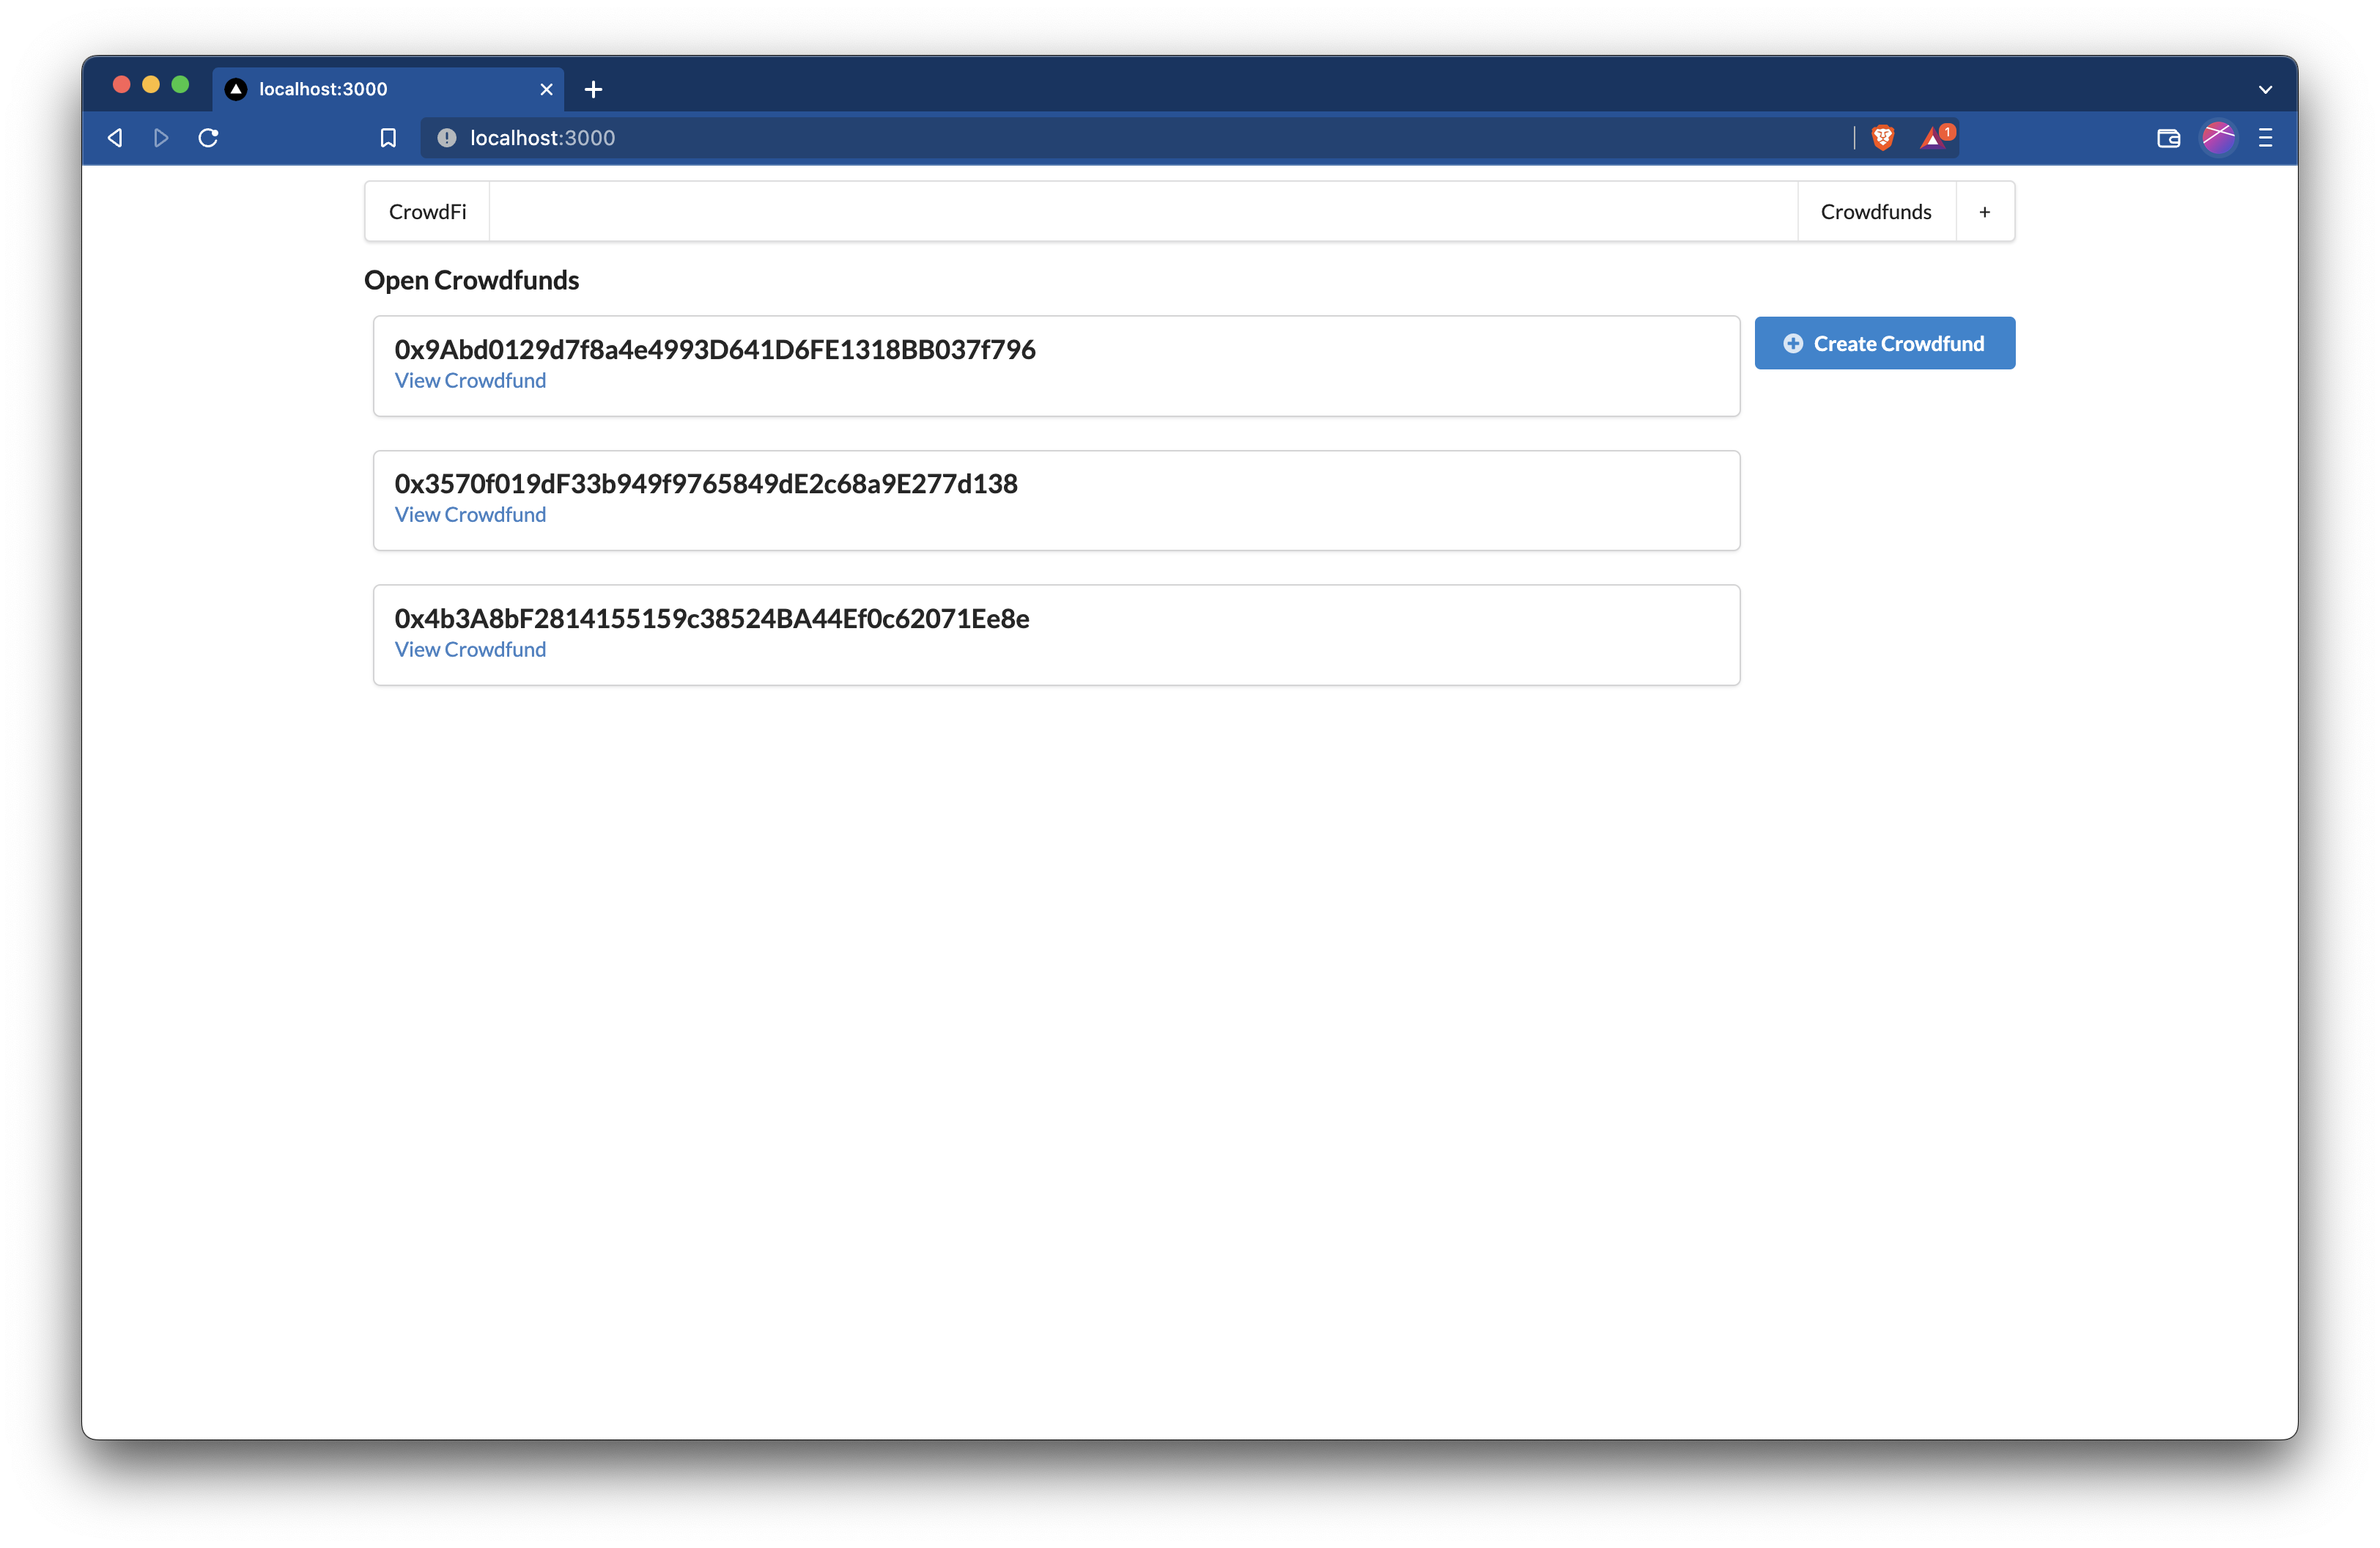 localhost:3000
localhost:3000
1
CrowdFi
Crowdfunds
+
Open Crowdfunds
0x9Abd0129d7f8a4e4993D641D6FE1318BB037f796
View Crowdfund
Create Crowdfund
0x3570f019dF33b949f9765849dE2c68a9E277d138
View Crowdfund
0x4b3A8bF2814155159c38524BA44Ef0c62071Ee8e
View Crowdfund